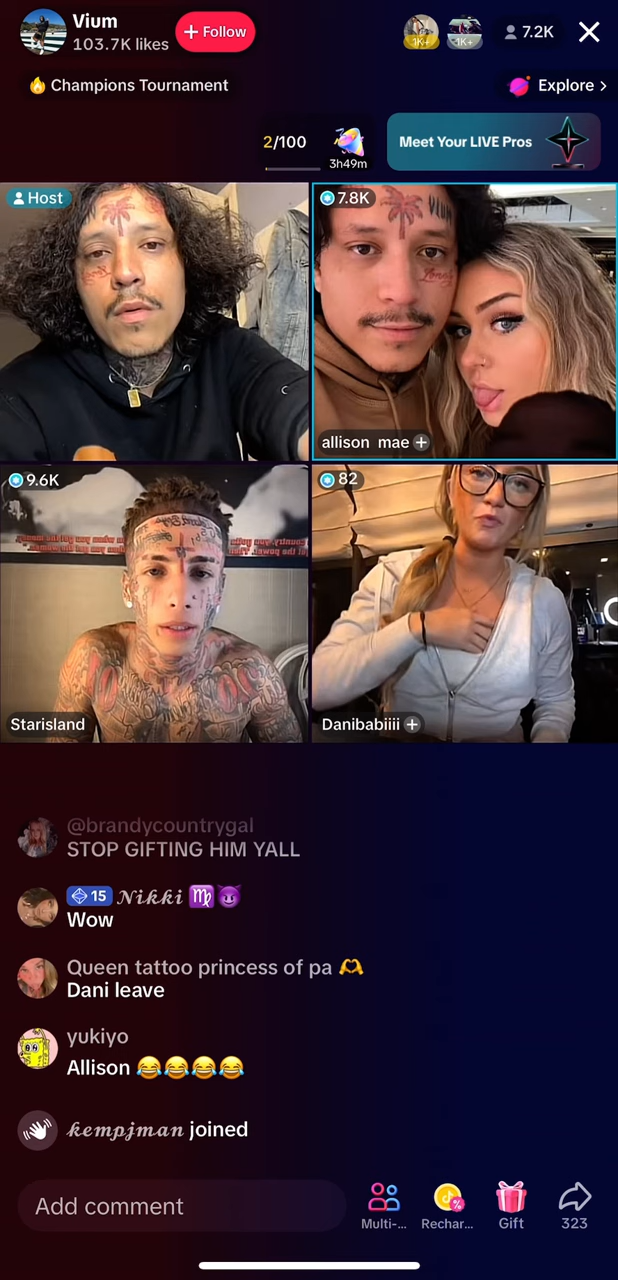 Vium
103.7K likes
+ Follow
1K+
1K+
7.2K
Champions Tournament
Explore >
2/100
3h49m
Meet Your LIVE Pros
Host
7.8K
VIUM
allison mae +
9.6K
Starisland
82
Danibabiiii +
@brandycountrygal
STOP GIFTING HIM YALL
15 Nikki ♍😈
Wow
Queen tattoo princess of pa 🫶
Dani leave
yukiyo
Allison 😂😂😂😂
kempjman joined
Add comment
Multi-...
Rechar...
Gift
323